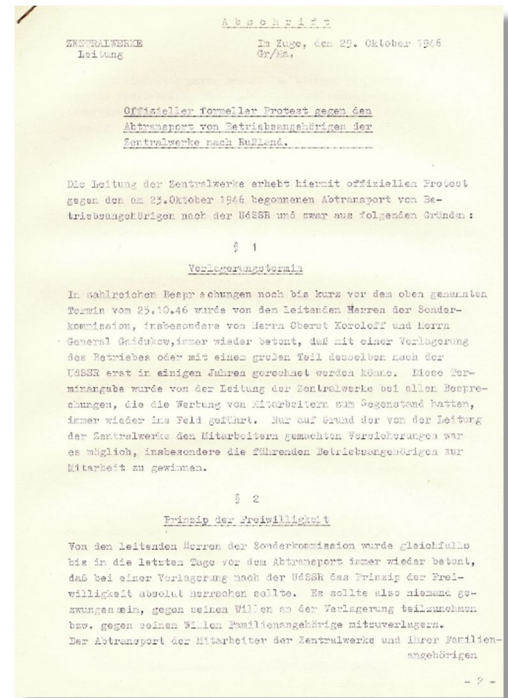 Abschrift
ZENTRALWERKE Im Zuge, den 29. Oktober 1946
Leitung Gr/Ha.
Offizieller formeller Protest gegen den
Abtransport von Betriebsangehörigen der
Zentralwerke nach Rußland.
Die Leitung der Zentralwerke erhebt hiermit offiziellen Protest
gegen den am 23.Oktober 1946 begonnenen Abtransport von Be-
triebsangehörigen nach der UdSSR und zwar aus folgenden Gründen:
§ 1
Verlagerungstermin
In zahlreichen Besprechungen noch bis kurz vor dem oben genannten
Termin vom 23.10.46 wurde von den leitenden Herren der Sonder-
kommission, insbesondere von Herrn Oberst Koroloff und Herrn
General Gaidukow,immer wieder betont, daß mit einer Verlagerung
des Betriebes oder mit einem großen Teil desselben nach der
UdSSR erst in einigen Jahren gerechnet werden könne. Diese Ter-
minangabe wurde von der Leitung der Zentralwerke bei allen Bespre-
chungen, die die Werbung von Mitarbeitern zum Gegenstand hatten,
immer wieder ins Feld geführt. Nur auf Grund der von der Leitung
der Zentralwerke den Mitarbeitern gemachten Versicherungen war
es möglich, insbesondere die führenden Betriebsangehörigen zur
Mitarbeit zu gewinnen.
§ 2
Prinzip der Freiwilligkeit
Von den leitenden Herren der Sonderkommission wurde gleichfalls
bis in die letzten Tage vor dem Abtransport immer wieder betont,
daß bei einer Verlagerung nach der UdSSR das Prinzip der Frei-
willigkeit absolut herrschen sollte. Es sollte also niemand ge-
zwungen sein, gegen seinen Willen an der Verlagerung teilzunehmen
bzw. gegen seinen Willen Familienangehörige mitzuverlagern.
Der Abtransport der Mitarbeiter der Zentralwerke und ihrer Familien-
angehörigen
- 2 -